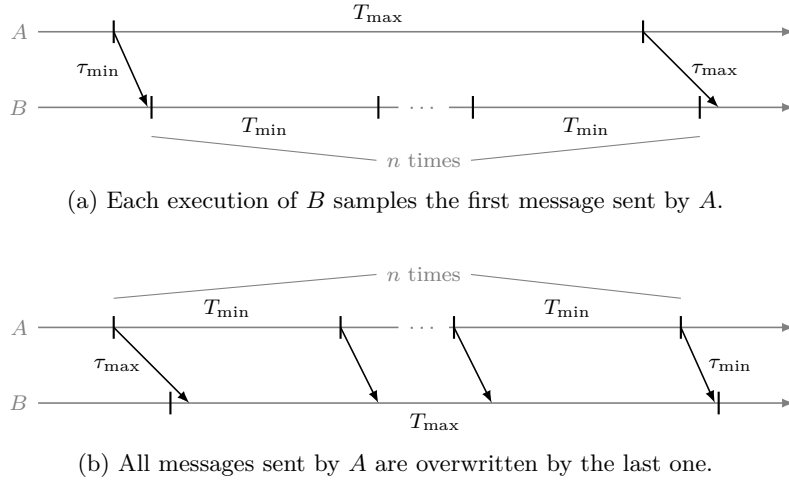 T_max
A
τ_min
τ_max
B
T_min ... T_min
n times
(a) Each execution of B samples the first message sent by A.
n times
T_min T_min
A ...
τ_max τ_min
B
T_max
(b) All messages sent by A are overwritten by the last one.